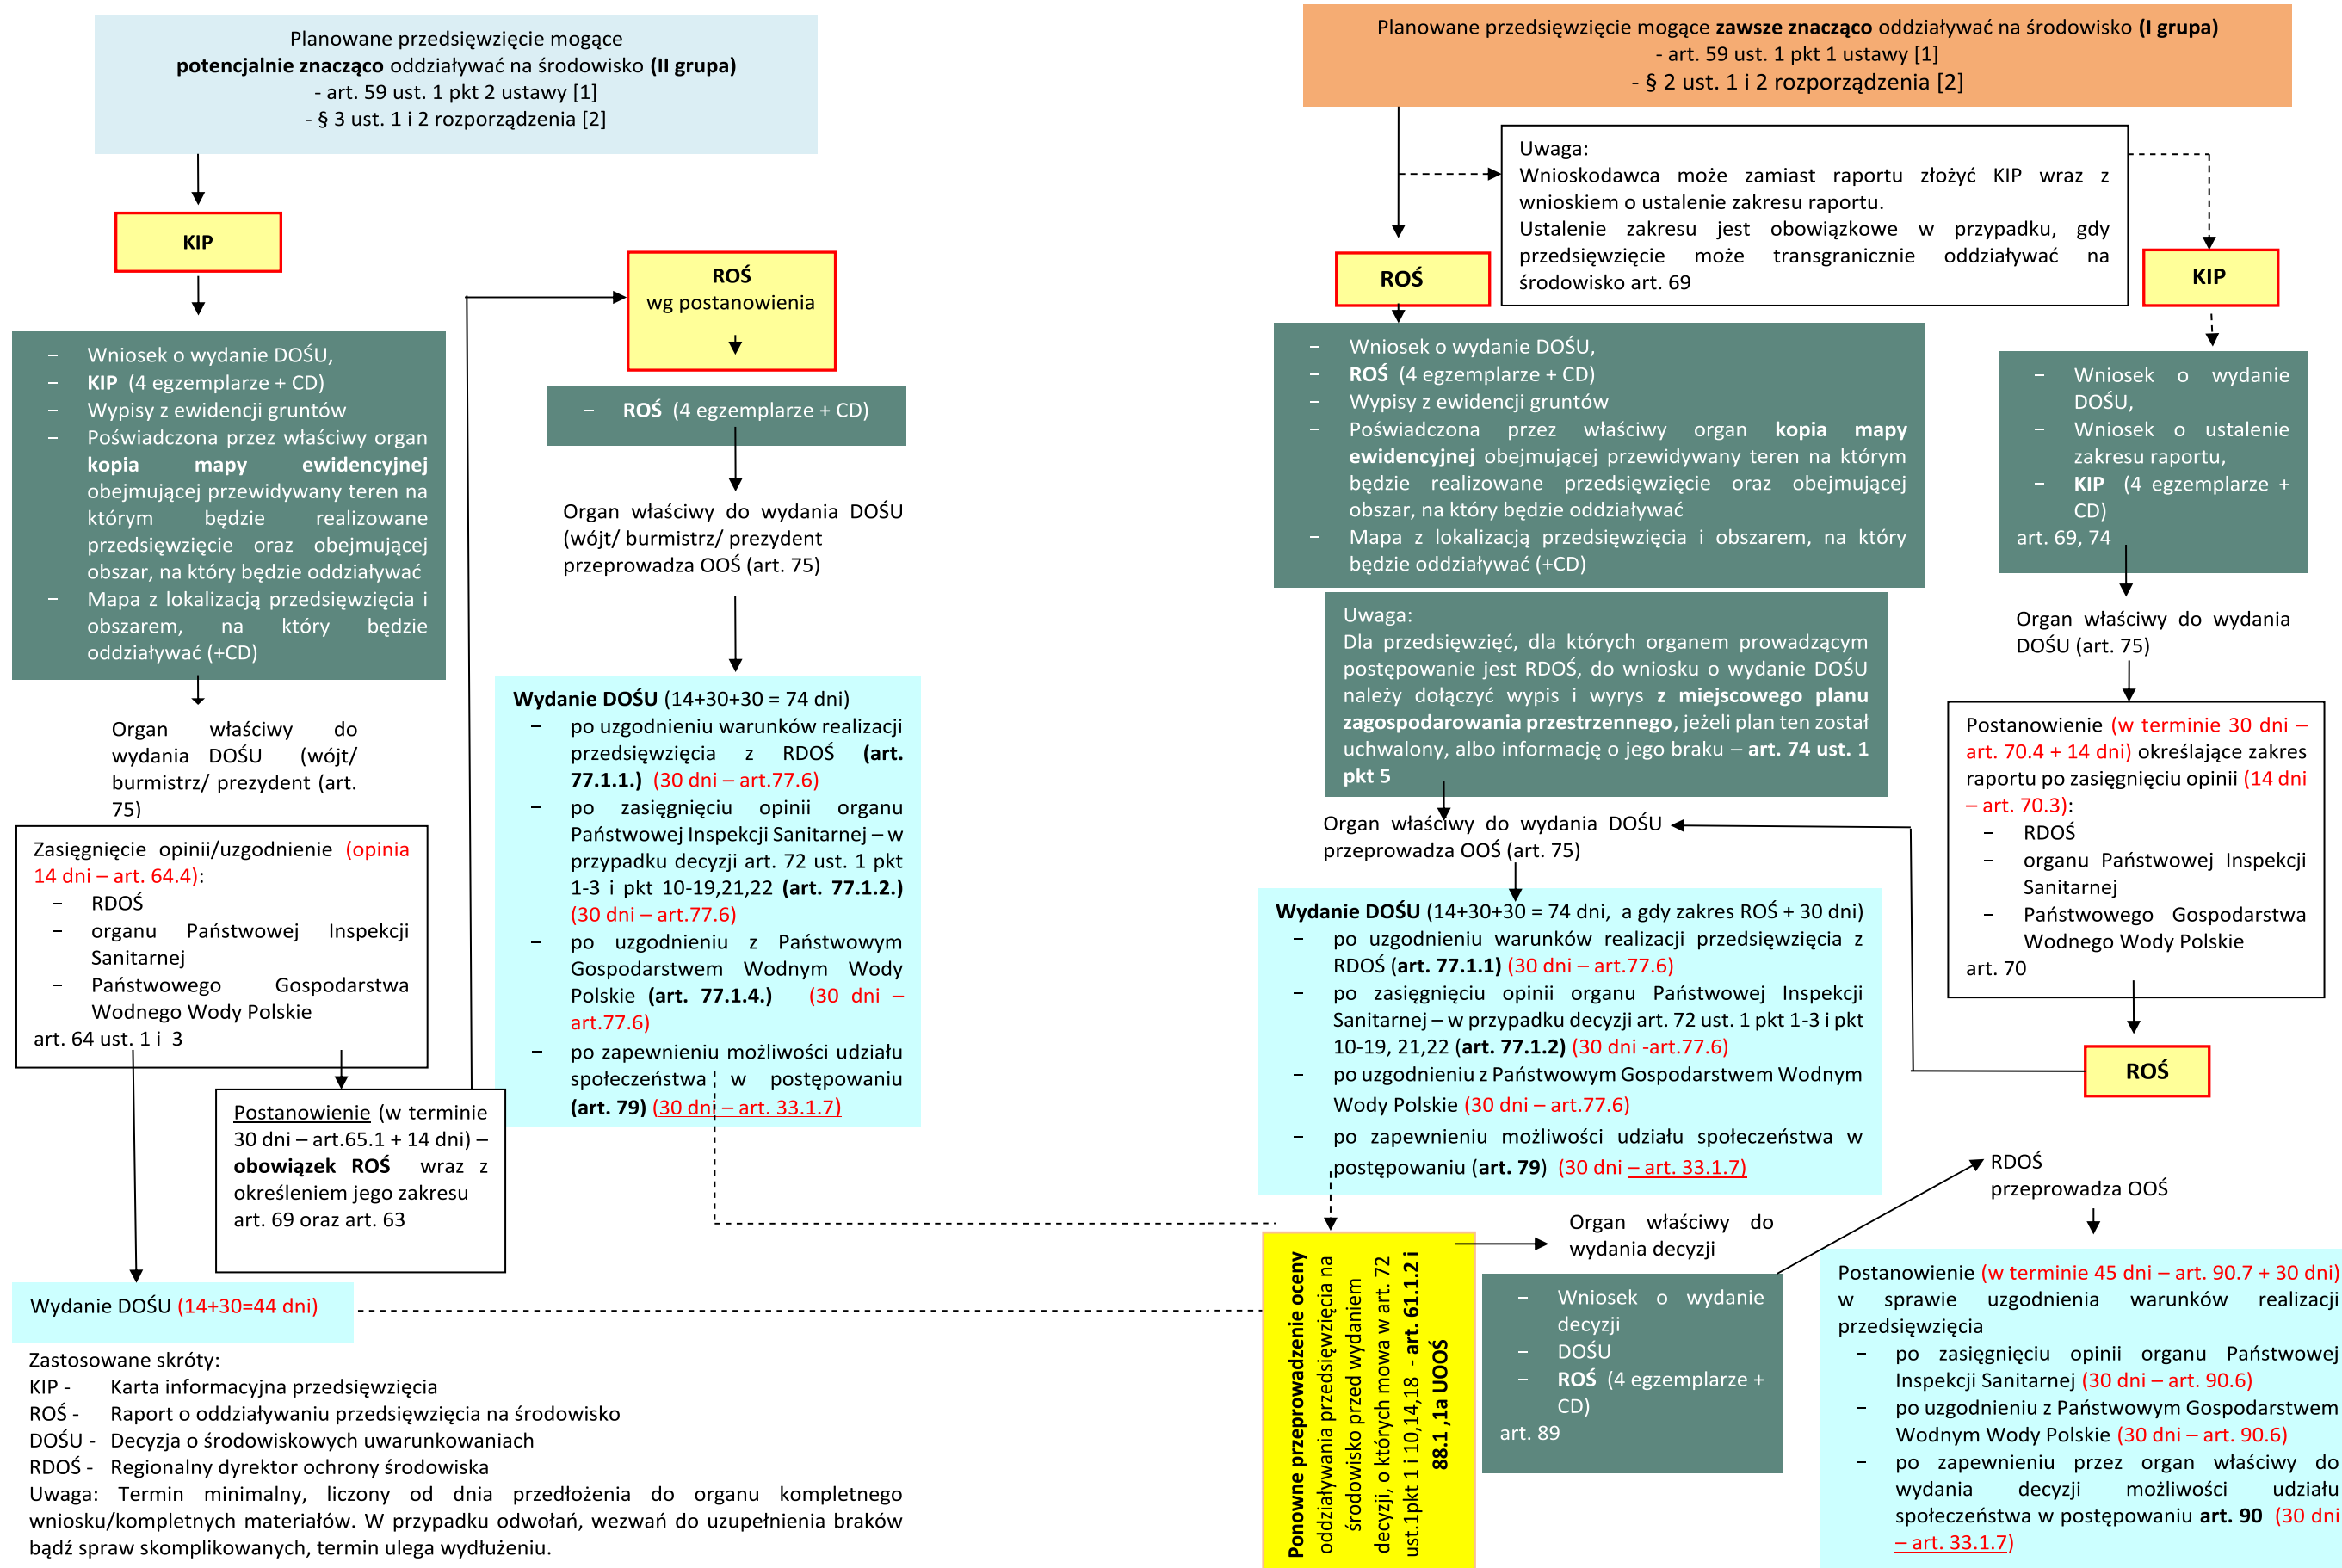 Planowane przedsięwzięcie mogące
potencjalnie znacząco oddziaływać na środowisko (II grupa)
- art. 59 ust. 1 pkt 2 ustawy [1]
- § 3 ust. 1 i 2 rozporządzenia [2]
KIP
− Wniosek o wydanie DOŚU,
− KIP (4 egzemplarze + CD)
− Wypisy z ewidencji gruntów
− Poświadczona przez właściwy organ
kopia mapy ewidencyjnej
obejmującej przewidywany teren na
którym będzie realizowane
przedsięwzięcie oraz obejmującej
obszar, na który będzie oddziaływać
− Mapa z lokalizacją przedsięwzięcia i
obszarem, na który będzie
oddziaływać (+CD)
Organ właściwy do
wydania DOŚU (wójt/
burmistrz/ prezydent (art.
75)
Zasięgnięcie opinii/uzgodnienie (opinia
14 dni – art. 64.4):
− RDOŚ
− organu Państwowej Inspekcji
Sanitarnej
− Państwowego Gospodarstwa
Wodnego Wody Polskie
art. 64 ust. 1 i 3
Postanowienie (w terminie
30 dni – art.65.1 + 14 dni) –
obowiązek ROŚ wraz z
określeniem jego zakresu
art. 69 oraz art. 63
Wydanie DOŚU (14+30=44 dni)
ROŚ
wg postanowienia
− ROŚ (4 egzemplarze + CD)
Organ właściwy do wydania DOŚU
(wójt/ burmistrz/ prezydent
przeprowadza OOŚ (art. 75)
Wydanie DOŚU (14+30+30 = 74 dni)
− po uzgodnieniu warunków realizacji
przedsięwzięcia z RDOŚ (art.
77.1.1.) (30 dni – art.77.6)
− po zasięgnięciu opinii organu
Państwowej Inspekcji Sanitarnej – w
przypadku decyzji art. 72 ust. 1 pkt
1-3 i pkt 10-19,21,22 (art. 77.1.2.)
(30 dni – art.77.6)
− po uzgodnieniu z Państwowym
Gospodarstwem Wodnym Wody
Polskie (art. 77.1.4.) (30 dni –
art.77.6)
− po zapewnieniu możliwości udziału
społeczeństwa w postępowaniu
(art. 79) (30 dni – art. 33.1.7)
Zastosowane skróty:
KIP - Karta informacyjna przedsięwzięcia
ROŚ - Raport o oddziaływaniu przedsięwzięcia na środowisko
DOŚU - Decyzja o środowiskowych uwarunkowaniach
RDOŚ - Regionalny dyrektor ochrony środowiska
Uwaga: Termin minimalny, liczony od dnia przedłożenia do organu kompletnego
wniosku/kompletnych materiałów. W przypadku odwołań, wezwań do uzupełnienia braków
bądź spraw skomplikowanych, termin ulega wydłużeniu.
Planowane przedsięwzięcie mogące zawsze znacząco oddziaływać na środowisko (I grupa)
- art. 59 ust. 1 pkt 1 ustawy [1]
- § 2 ust. 1 i 2 rozporządzenia [2]
Uwaga:
Wnioskodawca może zamiast raportu złożyć KIP wraz z
wnioskiem o ustalenie zakresu raportu.
Ustalenie zakresu jest obowiązkowe w przypadku, gdy
przedsięwzięcie może transgranicznie oddziaływać na
środowisko art. 69
ROŚ
− Wniosek o wydanie DOŚU,
− ROŚ (4 egzemplarze + CD)
− Wypisy z ewidencji gruntów
− Poświadczona przez właściwy organ kopia mapy
ewidencyjnej obejmującej przewidywany teren na którym
będzie realizowane przedsięwzięcie oraz obejmującej
obszar, na który będzie oddziaływać
− Mapa z lokalizacją przedsięwzięcia i obszarem, na który
będzie oddziaływać (+CD)
Uwaga:
Dla przedsięwzięć, dla których organem prowadzącym
postępowanie jest RDOŚ, do wniosku o wydanie DOŚU
należy dołączyć wypis i wyrys z miejscowego planu
zagospodarowania przestrzennego, jeżeli plan ten został
uchwalony, albo informację o jego braku – art. 74 ust. 1
pkt 5
Organ właściwy do wydania DOŚU
przeprowadza OOŚ (art. 75)
Wydanie DOŚU (14+30+30 = 74 dni, a gdy zakres ROŚ + 30 dni)
− po uzgodnieniu warunków realizacji przedsięwzięcia z
RDOŚ (art. 77.1.1) (30 dni – art.77.6)
− po zasięgnięciu opinii organu Państwowej Inspekcji
Sanitarnej – w przypadku decyzji art. 72 ust. 1 pkt 1-3 i pkt
10-19, 21,22 (art. 77.1.2) (30 dni -art.77.6)
− po uzgodnieniu z Państwowym Gospodarstwem Wodnym
Wody Polskie (30 dni – art.77.6)
− po zapewnieniu możliwości udziału społeczeństwa w
postępowaniu (art. 79) (30 dni – art. 33.1.7)
KIP
− Wniosek o wydanie
DOŚU,
− Wniosek o ustalenie
zakresu raportu,
− KIP (4 egzemplarze +
CD)
art. 69, 74
Organ właściwy do wydania
DOŚU (art. 75)
Postanowienie (w terminie 30 dni –
art. 70.4 + 14 dni) określające zakres
raportu po zasięgnięciu opinii (14 dni
– art. 70.3):
− RDOŚ
− organu Państwowej Inspekcji
Sanitarnej
− Państwowego Gospodarstwa
Wodnego Wody Polskie
art. 70
ROŚ
Ponowne przeprowadzenie oceny
oddziaływania przedsięwzięcia na
środowisko przed wydaniem
decyzji, o których mowa w art. 72
ust.1pkt 1 i 10,14,18 - art. 61.1.2 i
88.1 ,1a UOOŚ
Organ właściwy do
wydania decyzji
− Wniosek o wydanie
decyzji
− DOŚU
− ROŚ (4 egzemplarze +
CD)
art. 89
RDOŚ
przeprowadza OOŚ
Postanowienie (w terminie 45 dni – art. 90.7 + 30 dni)
w sprawie uzgodnienia warunków realizacji
przedsięwzięcia
− po zasięgnięciu opinii organu Państwowej
Inspekcji Sanitarnej (30 dni – art. 90.6)
− po uzgodnieniu z Państwowym Gospodarstwem
Wodnym Wody Polskie (30 dni – art. 90.6)
− po zapewnieniu przez organ właściwy do
wydania decyzji możliwości udziału
społeczeństwa w postępowaniu art. 90 (30 dni
– art. 33.1.7)